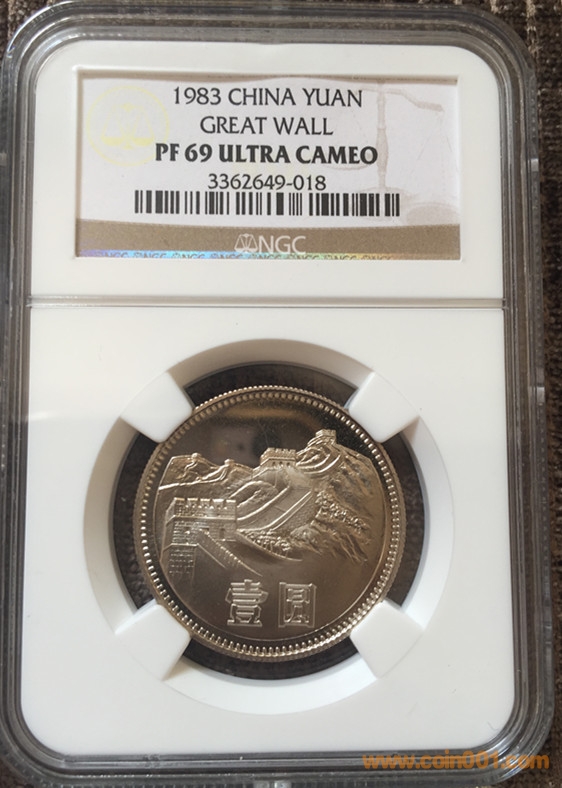 1983 CHINA YUAN
GREAT WALL
PF 69 ULTRA CAMEO
3362649-018
NGC
壹圆
www.coin001.com